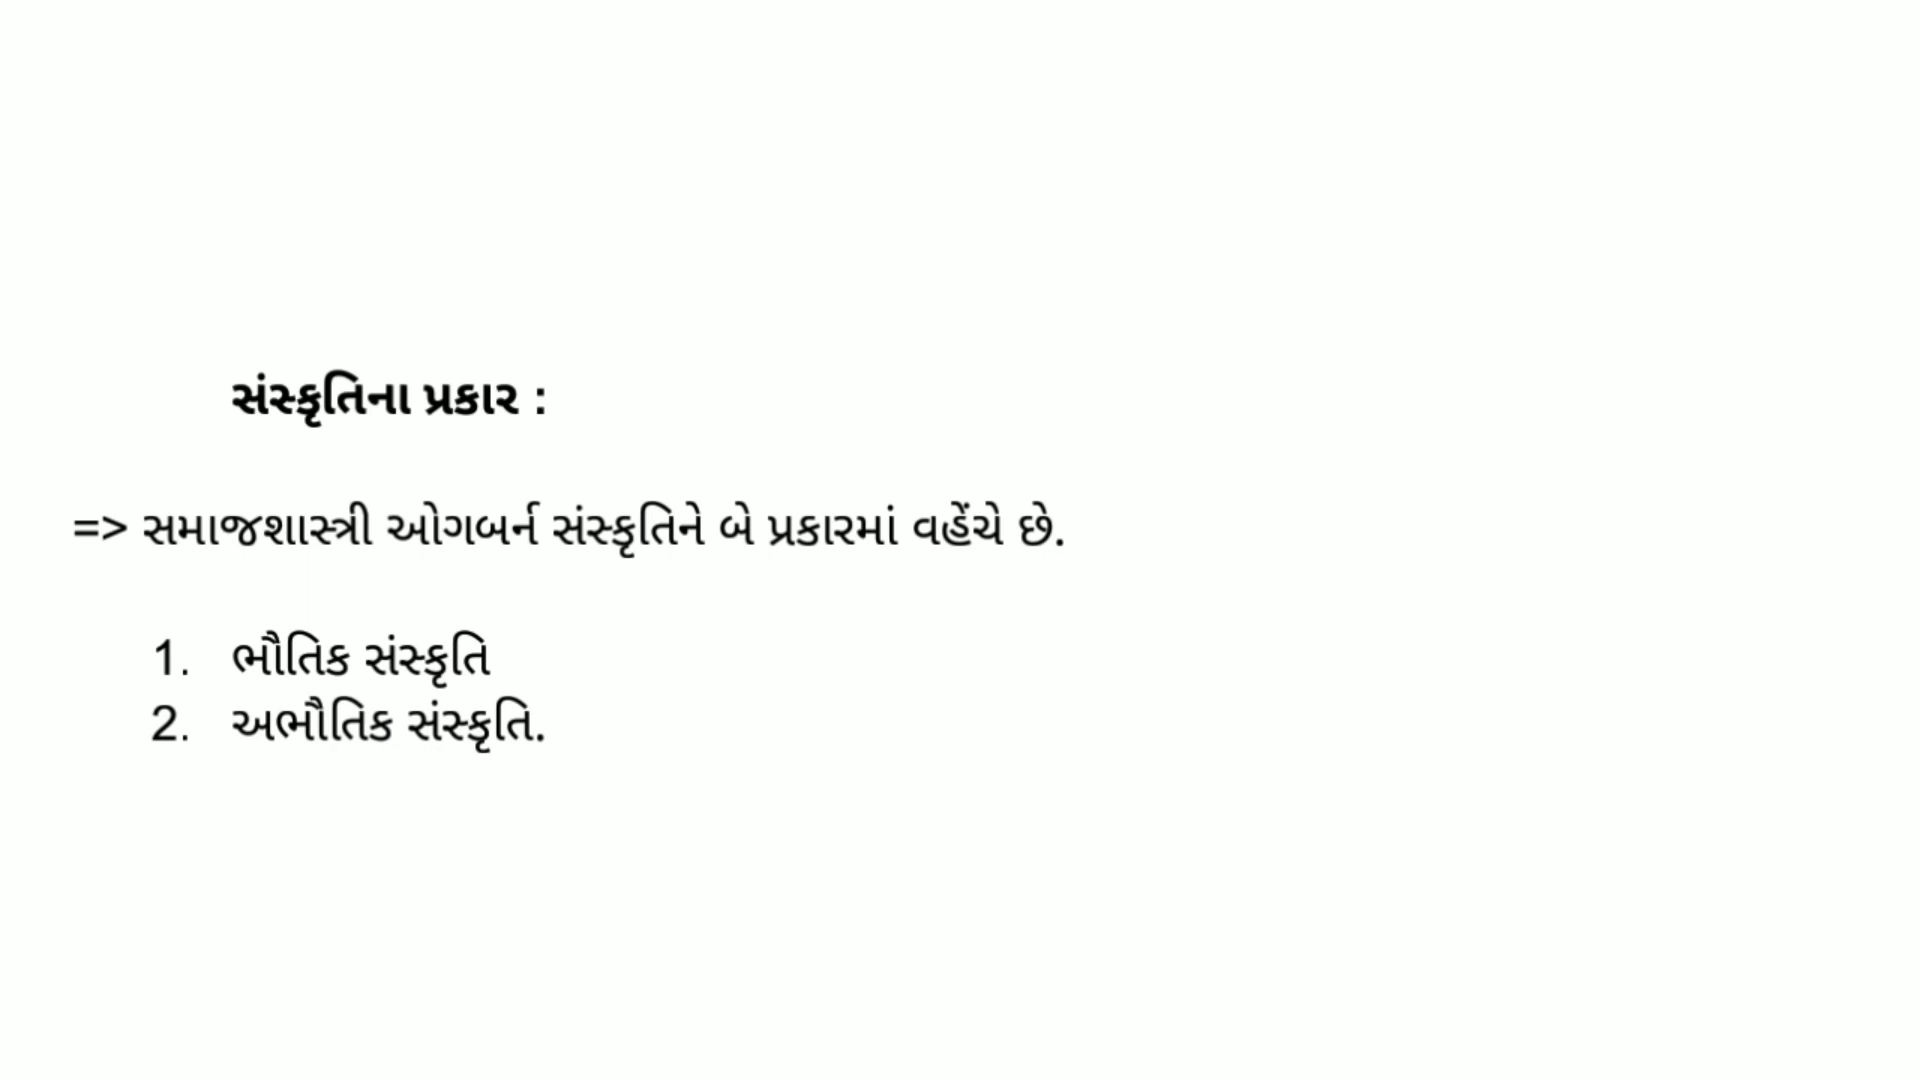 સંસ્કૃતિના પ્રકાર :
=> સમાજશાસ્ત્રી ઓગબર્ન સંસ્કૃતિને બે પ્રકારમાં વહેંચે છે.
1. ભૌતિક સંસ્કૃતિ
2. અભૌતિક સંસ્કૃતિ.